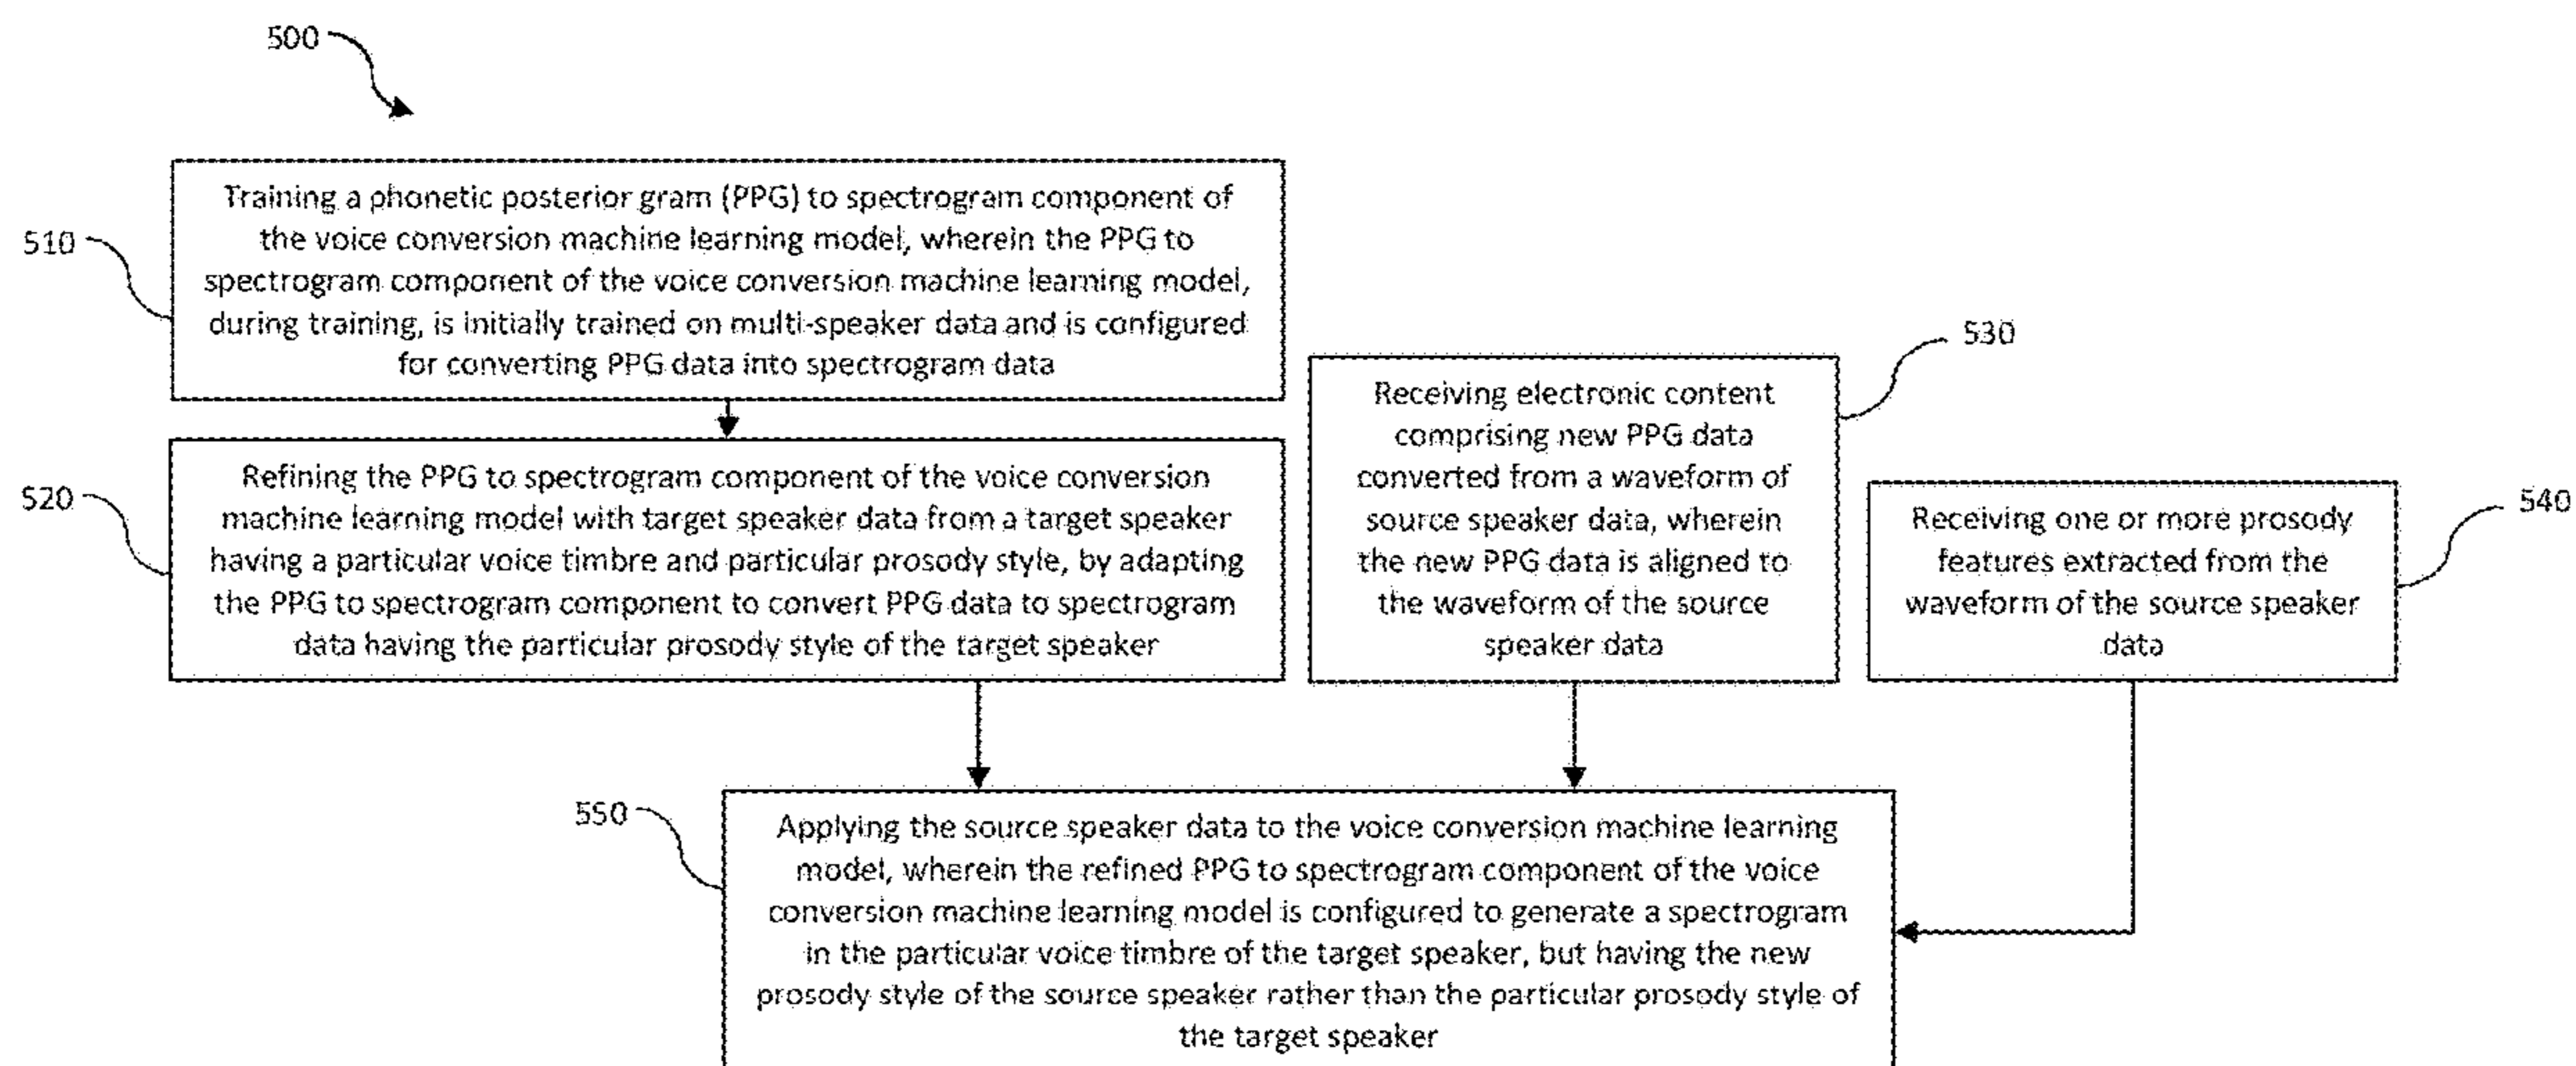 500
510
Training a phonetic posterior gram (PPG) to spectrogram component of
the voice conversion machine learning model, wherein the PPG to
spectrogram component of the voice conversion machine learning model,
during training, is initially trained on multi-speaker data and is configured
for converting PPG data into spectrogram data
520
Refining the PPG to spectrogram component of the voice conversion
machine learning model with target speaker data from a target speaker
having a particular voice timbre and particular prosody style, by adapting
the PPG to spectrogram component to convert PPG data to spectrogram
data having the particular prosody style of the target speaker
530
Receiving electronic content
comprising new PPG data
converted from a waveform of
source speaker data, wherein
the new PPG data is aligned to
the waveform of the source
speaker data
540
Receiving one or more prosody
features extracted from the
waveform of the source speaker
data
550
Applying the source speaker data to the voice conversion machine learning
model, wherein the refined PPG to spectrogram component of the voice
conversion machine learning model is configured to generate a spectrogram
in the particular voice timbre of the target speaker, but having the new
prosody style of the source speaker rather than the particular prosody style of
the target speaker